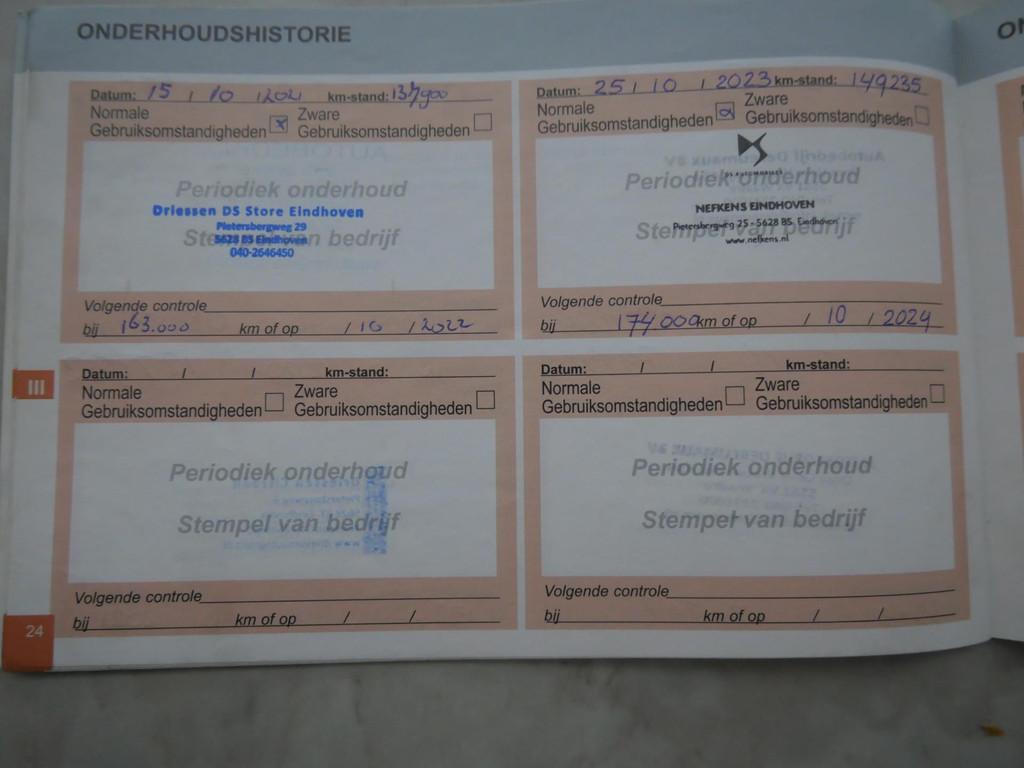 ONDERHOUDSHISTORIE
Datum: 15 / 10 / 202 km-stand: 137900
Normale
Gebruiksomstandigheden x Zware
Gebruiksomstandigheden
Periodiek onderhoud
Driessen DS Store Eindhoven
Pietersbergweg 29
5628 BS Eindhoven
Stempel van bedrijf
040-2646450
Volgende controle
bij 163.000 km of op / 10 / 2022
Datum: 25 / 10 / 2023 km-stand: 149235
Normale
Gebruiksomstandigheden Zware
Gebruiksomstandigheden
DS AUTOMOBILES
Periodiek onderhoud
NEFKENS EINDHOVEN
Pietersbergweg 25 - 5628 BS Eindhoven
Stempel van bedrijf
www.nefkens.nl
Volgende controle
bij 174000 km of op / 10 / 2024
III
Datum: / / km-stand:
Normale
Gebruiksomstandigheden Zware
Gebruiksomstandigheden
Periodiek onderhoud
Stempel van bedrijf
Volgende controle
bij km of op / /
Datum: / / km-stand:
Normale
Gebruiksomstandigheden Zware
Gebruiksomstandigheden
Periodiek onderhoud
Stempel van bedrijf
Volgende controle
bij km of op / /
24